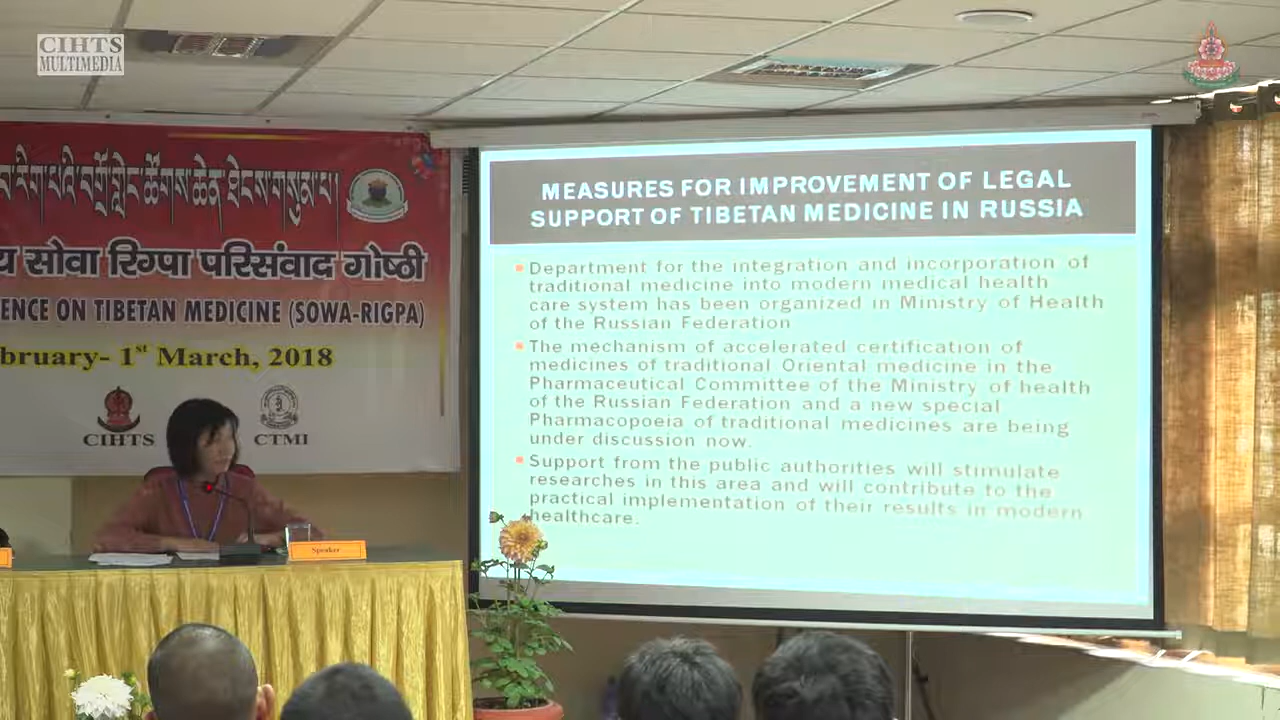 CIHTS
MULTIMEDIA
རིག་པའི་བགྲོ་གླེང་ཚོགས་ཆེན་ཐེངས་གསུམ་པ།
सोवा रिग्पा परिसंवाद गोष्ठी
ENCE ON TIBETAN MEDICINE (SOWA-RIGPA)
bruary- 1st March, 2018
CIHTS
CTMI
Speaker
MEASURES FOR IMPROVEMENT OF LEGAL
SUPPORT OF TIBETAN MEDICINE IN RUSSIA
Department for the integration and incorporation of
traditional medicine into modern medical health
care system has been organized in Ministry of Health
of the Russian Federation
The mechanism of accelerated certification of
medicines of traditional Oriental medicine in the
Pharmaceutical Committee of the Ministry of health
of the Russian Federation and a new special
Pharmacopoeia of traditional medicines are being
under discussion now.
Support from the public authorities will stimulate
researches in this area and will contribute to the
practical implementation of their results in modern
healthcare.